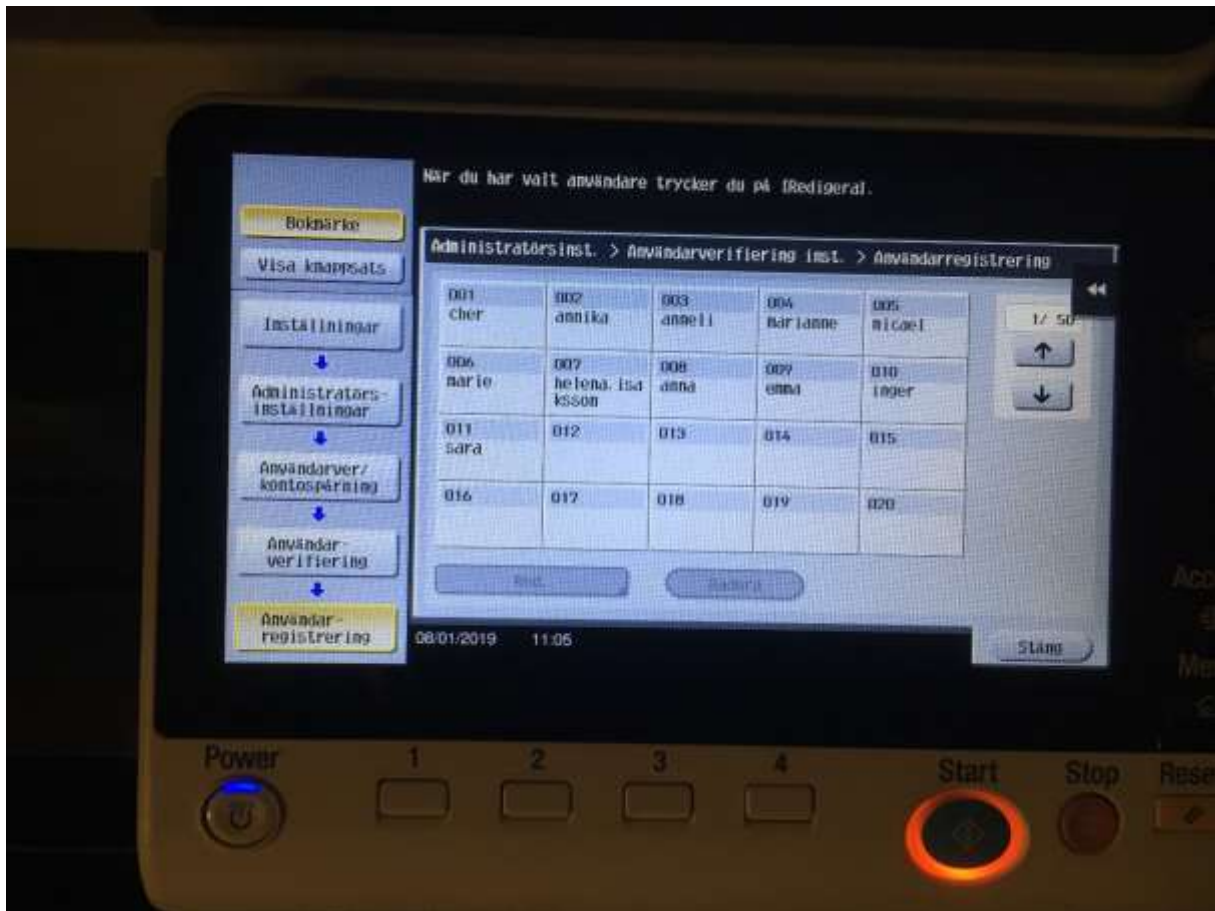 När du har valt användare trycker du på [Redigera].
Bokmärke
Visa knappsats
Inställningar
Administratörs-
inställningar
Användarver/
kontospårning
Användar-
verifiering
Användar-
registrering
Administratörsinst. > Användarverifiering inst. > Användarregistrering
001 002 003 004 005
cher annika anneli marianne micael
1/ 50
006 007 008 009 010
marie helena.isa anna emma inger
ksson
011 012 013 014 015
sara
016 017 018 019 020
08/01/2019 11:05
Stäng
Power 1 2 3 4 Start Stop Rese